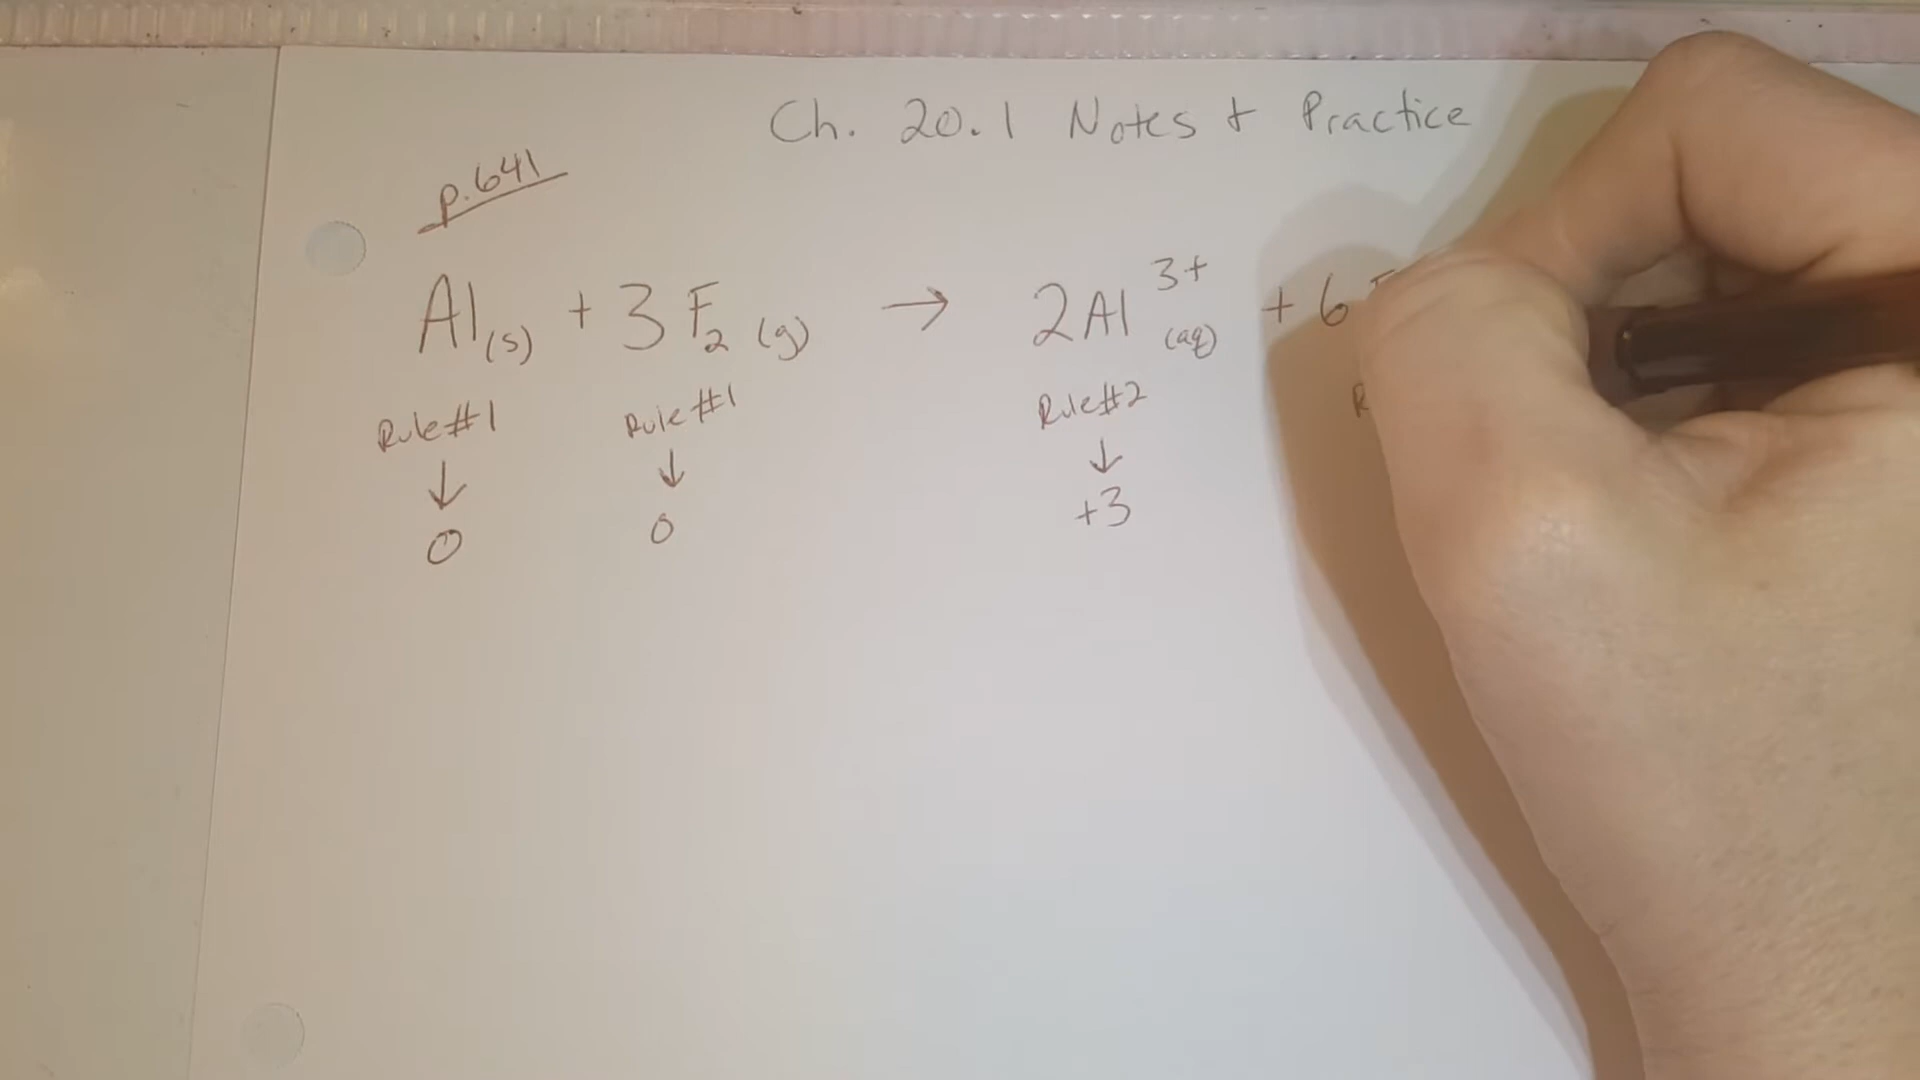 Ch. 20.1 Notes + Practice
p.641
Al(s) + 3 F₂ (g) → 2Al³⁺(aq) + 6
Rule #1 Rule #1 Rule #2
↓ ↓ ↓
0 0 +3